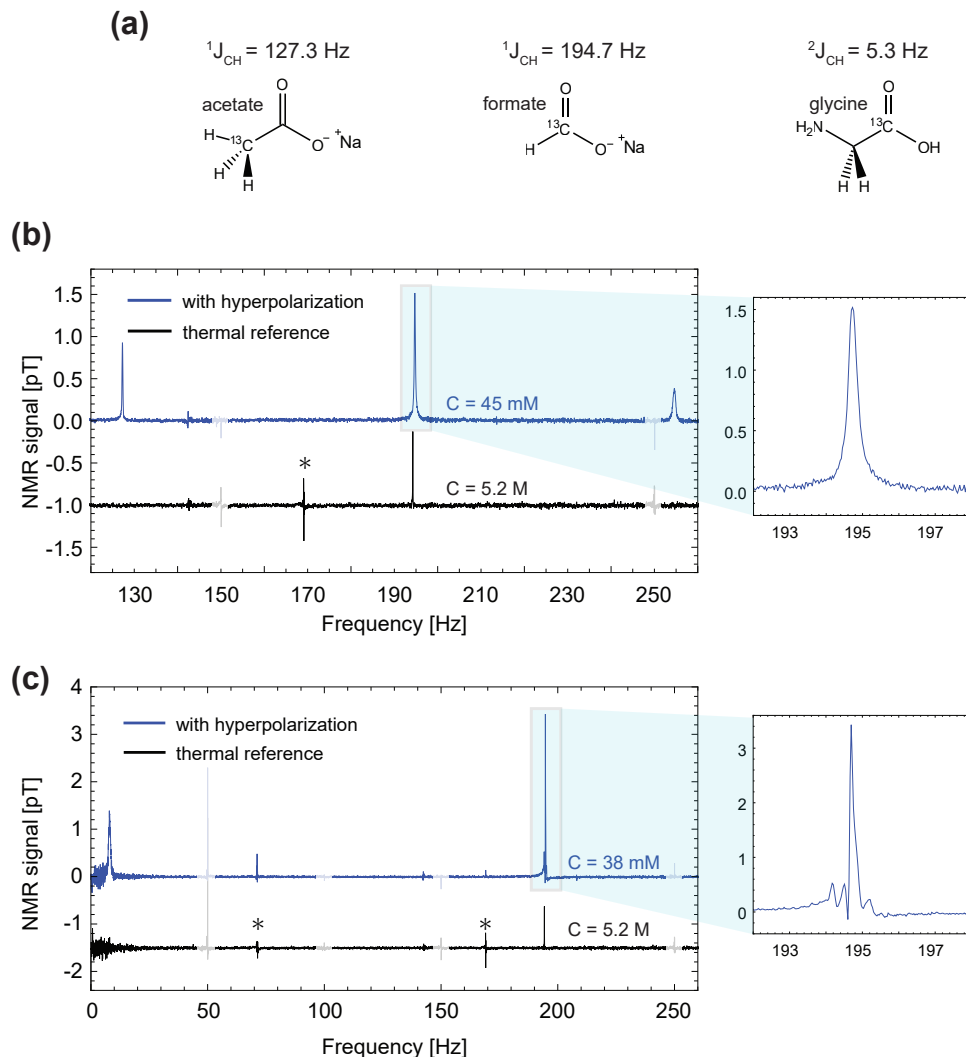 (a)
¹J_CH = 127.3 Hz
¹J_CH = 194.7 Hz
²J_CH = 5.3 Hz
acetate
O
H
13C
O⁻ ⁺Na
H H
formate
O
13C
H
O⁻ ⁺Na
glycine
O
13C
H₂N
OH
H H
(b)
NMR signal [pT]
1.5
1.0
0.5
0.0
-0.5
-1.0
-1.5
with hyperpolarization
thermal reference
C = 45 mM
*
C = 5.2 M
130 150 170 190 210 230 250
Frequency [Hz]
1.5
1.0
0.5
0.0
193 195 197
(c)
NMR signal [pT]
4
3
2
1
0
-1
-2
with hyperpolarization
thermal reference
C = 38 mM
* *
C = 5.2 M
0 50 100 150 200 250
Frequency [Hz]
3
2
1
0
193 195 197